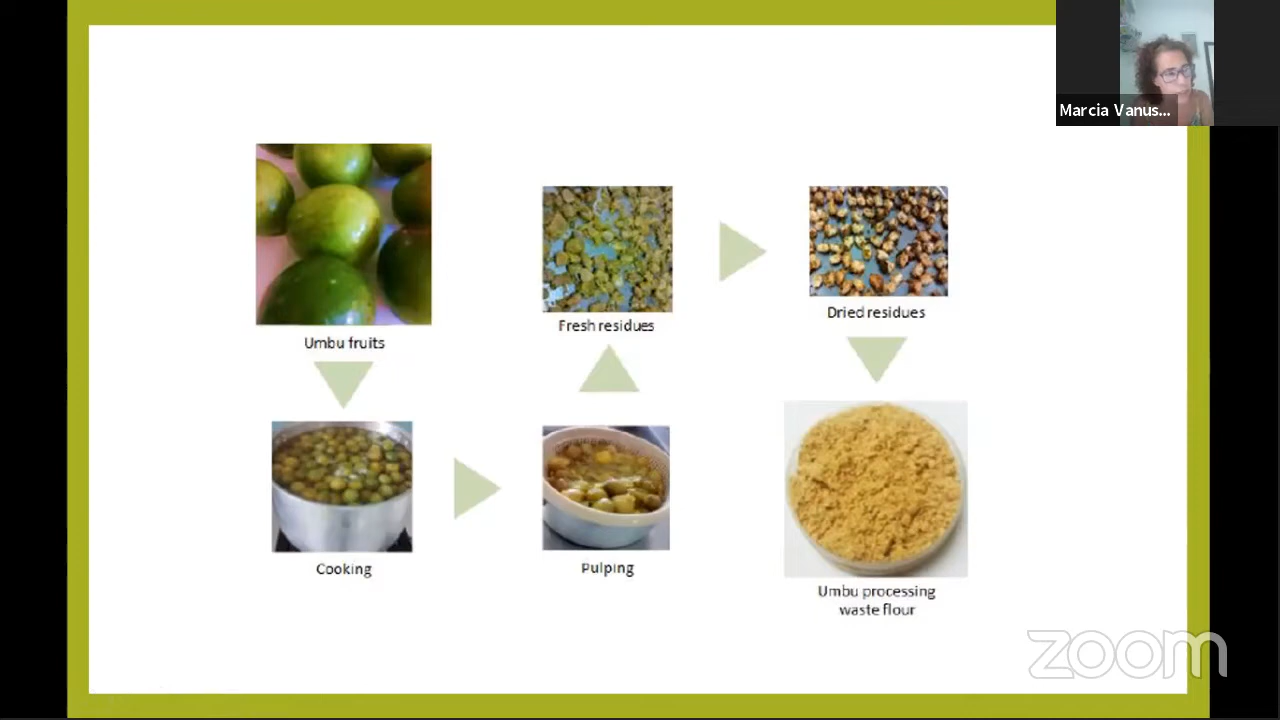 Marcia Vanus...
Umbu fruits
Cooking
Pulping
Fresh residues
Dried residues
Umbu processing
waste flour
zoom